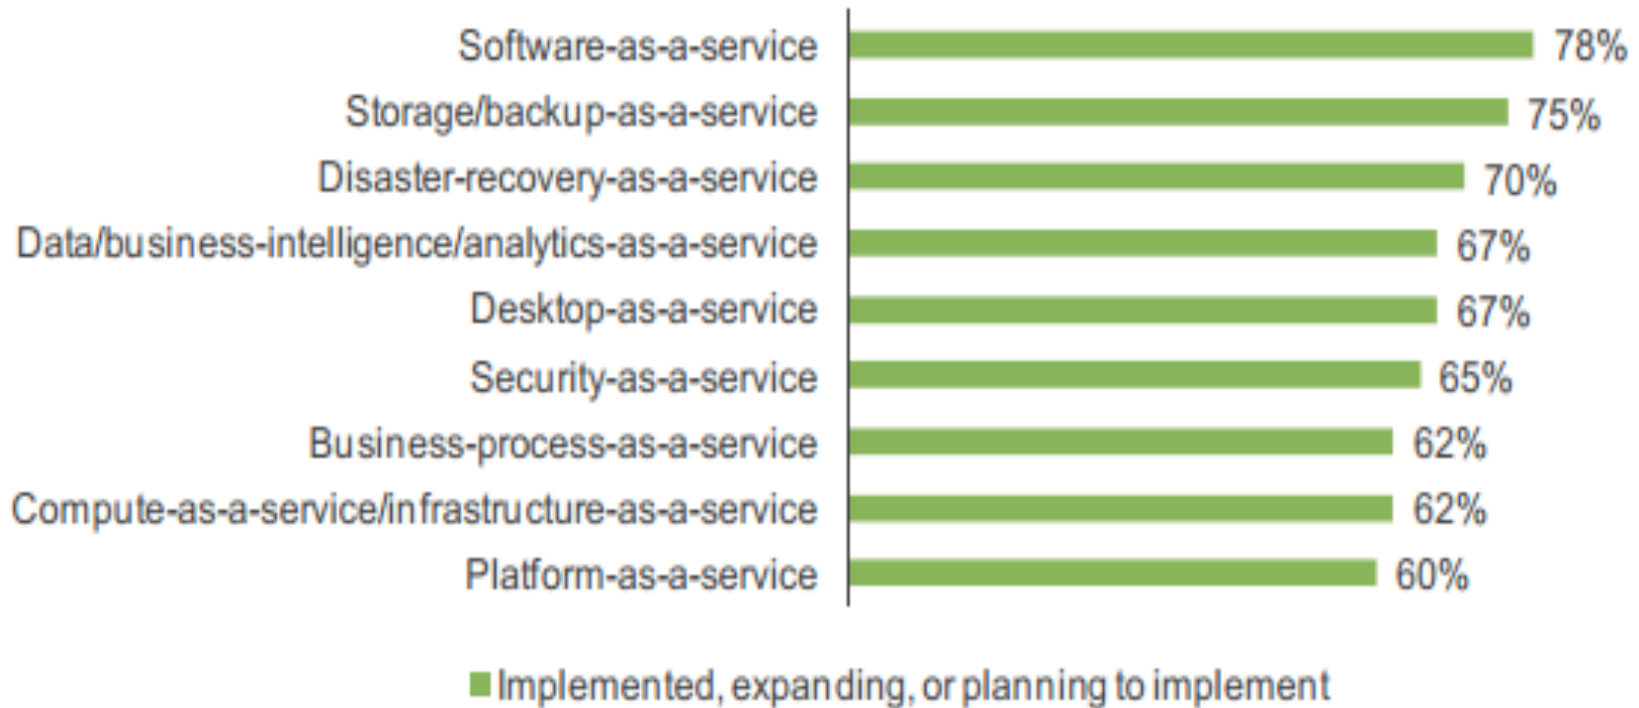 Software-as-a-service 78%
Storage/backup-as-a-service 75%
Disaster-recovery-as-a-service 70%
Data/business-intelligence/analytics-as-a-service 67%
Desktop-as-a-service 67%
Security-as-a-service 65%
Business-process-as-a-service 62%
Compute-as-a-service/infrastructure-as-a-service 62%
Platform-as-a-service 60%
Implemented, expanding, or planning to implement